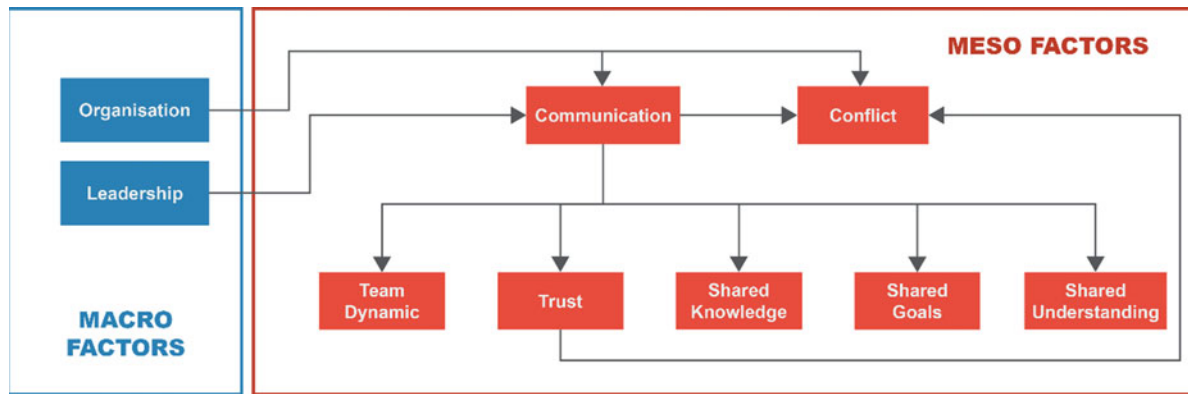 MESO FACTORS
Organisation
Communication
Conflict
Leadership
Team
Dynamic
Trust
Shared
Knowledge
Shared
Goals
Shared
Understanding
MACRO
FACTORS